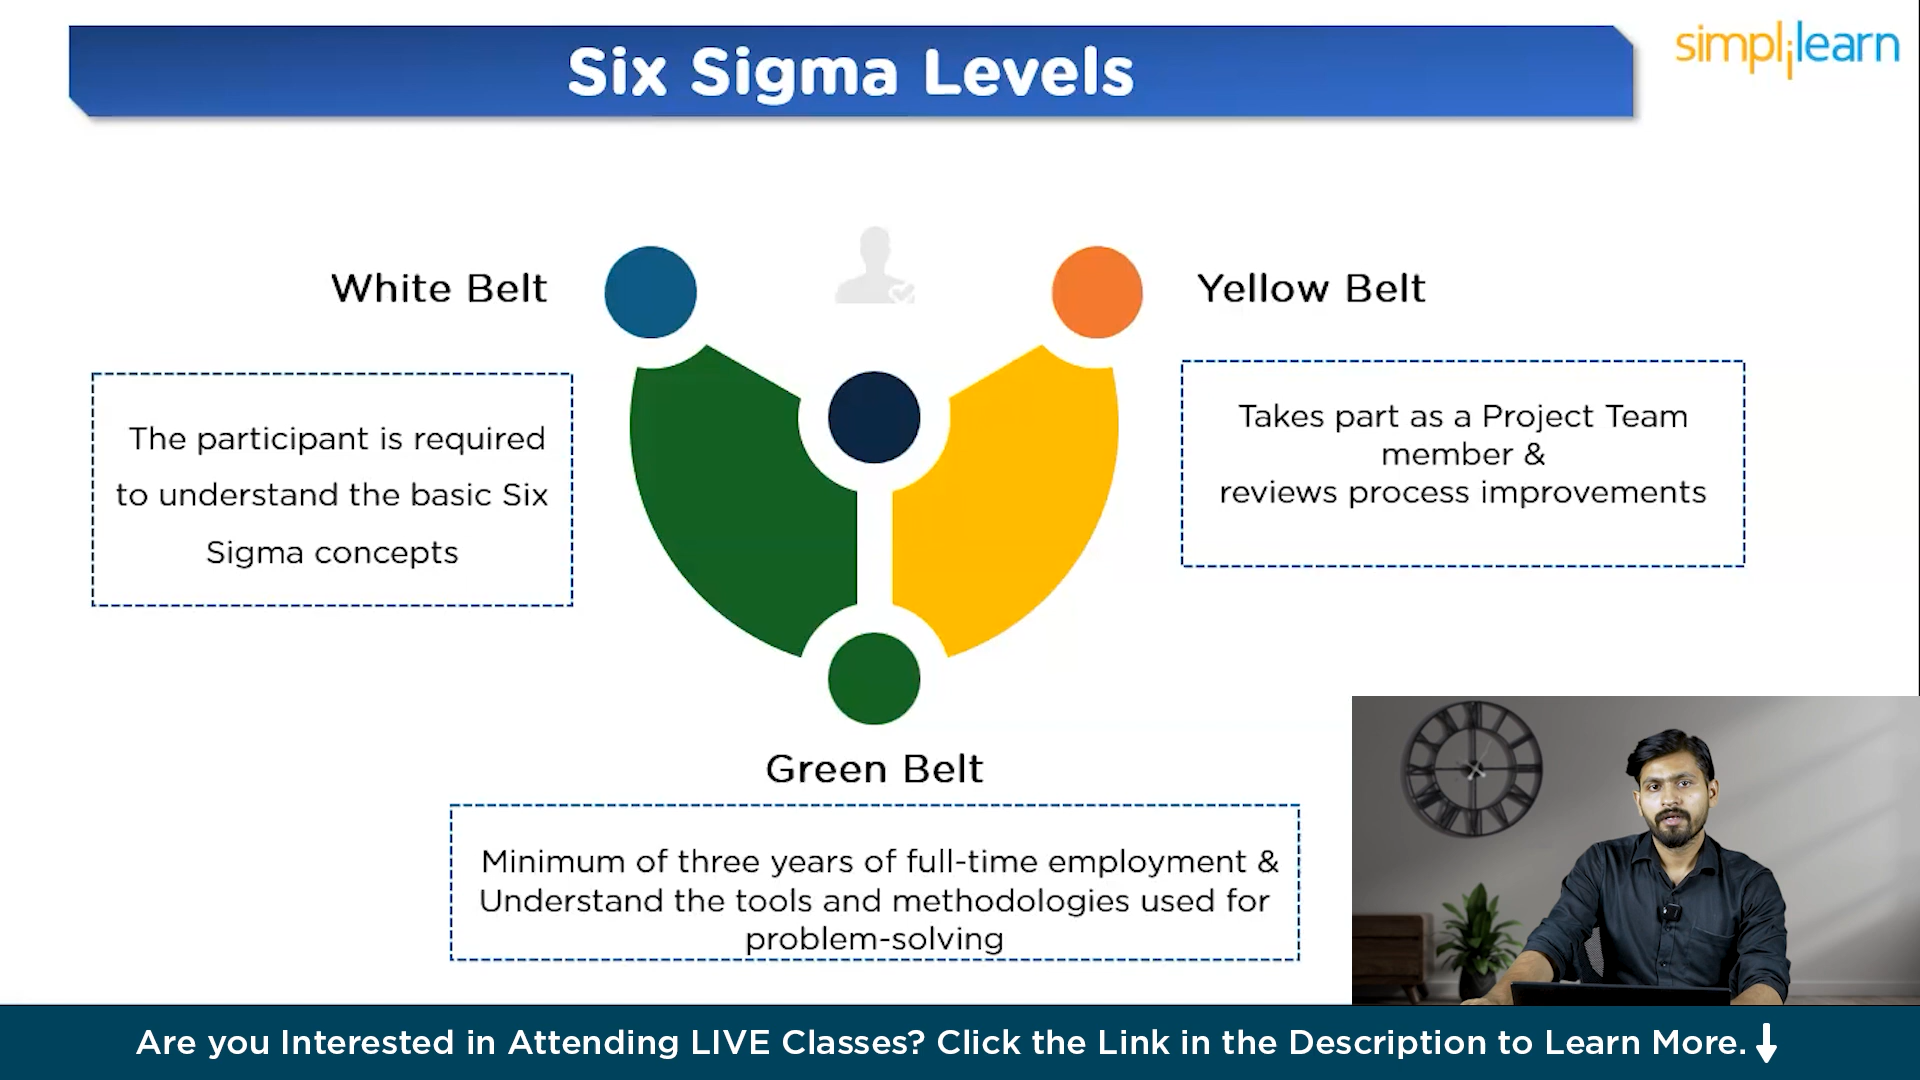 Six Sigma Levels
simplilearn
White Belt
The participant is required
to understand the basic Six
Sigma concepts
Yellow Belt
Takes part as a Project Team
member &
reviews process improvements
Green Belt
Minimum of three years of full-time employment &
Understand the tools and methodologies used for
problem-solving
Are you Interested in Attending LIVE Classes? Click the Link in the Description to Learn More.